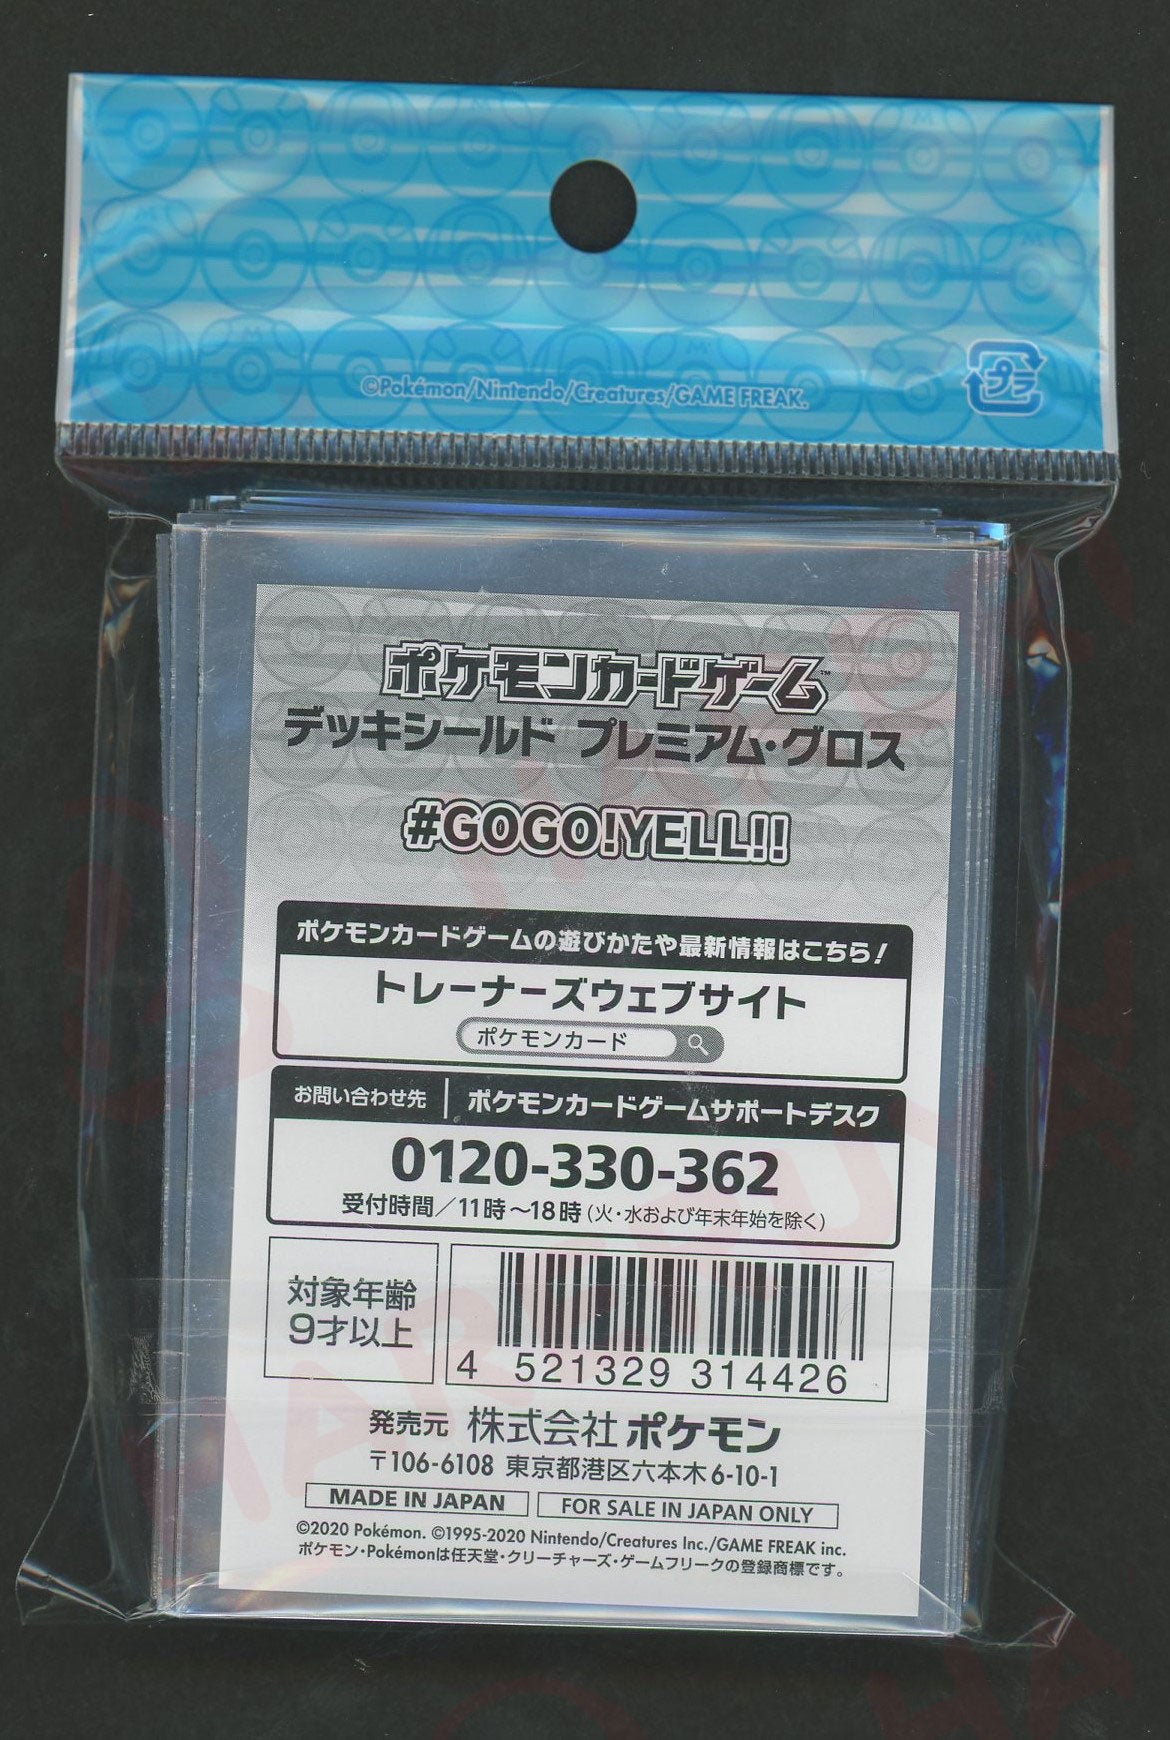 ©Pokémon/Nintendo/Creatures/GAME FREAK.
プラ
ポケモンカードゲーム™
デッキシールド プレミアム・グロス
#GOGO!YELL!!
ポケモンカードゲームの遊びかたや最新情報はこちら!
トレーナーズウェブサイト
ポケモンカード
お問い合わせ先 ポケモンカードゲームサポートデスク
0120-330-362
受付時間／11時～18時(火・水および年末年始を除く)
対象年齢
9才以上
4 521329 314426
発売元 株式会社 ポケモン
〒106-6108 東京都港区六本木6-10-1
MADE IN JAPAN FOR SALE IN JAPAN ONLY
©2020 Pokémon. ©1995-2020 Nintendo/Creatures Inc./GAME FREAK inc.
ポケモン・Pokémonは任天堂・クリーチャーズ・ゲームフリークの登録商標です。